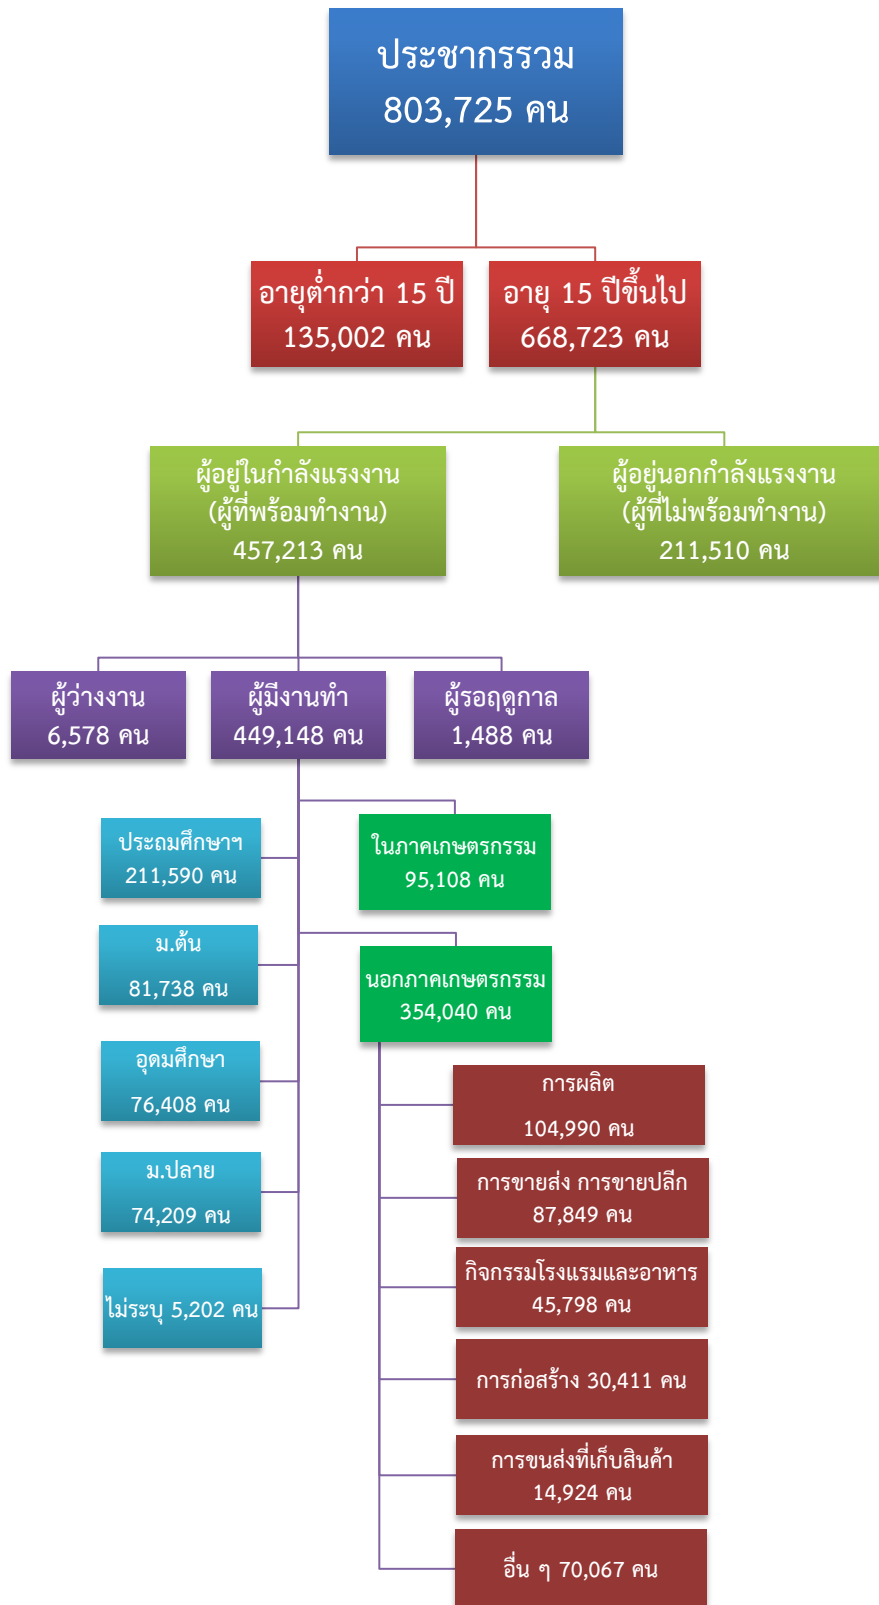 ประชากรรวม
803,725 คน
อายุต่ำกว่า 15 ปี
135,002 คน
อายุ 15 ปีขึ้นไป
668,723 คน
ผู้อยู่ในกำลังแรงงาน
(ผู้ที่พร้อมทำงาน)
457,213 คน
ผู้อยู่นอกกำลังแรงงาน
(ผู้ที่ไม่พร้อมทำงาน)
211,510 คน
ผู้ว่างงาน
6,578 คน
ผู้มีงานทำ
449,148 คน
ผู้รอฤดูกาล
1,488 คน
ประถมศึกษาฯ
211,590 คน
ม.ต้น
81,738 คน
อุดมศึกษา
76,408 คน
ม.ปลาย
74,209 คน
ไม่ระบุ 5,202 คน
ในภาคเกษตรกรรม
95,108 คน
นอกภาคเกษตรกรรม
354,040 คน
การผลิต
104,990 คน
การขายส่ง การขายปลีก
87,849 คน
กิจกรรมโรงแรมและอาหาร
45,798 คน
การก่อสร้าง 30,411 คน
การขนส่งที่เก็บสินค้า
14,924 คน
อื่น ๆ 70,067 คน